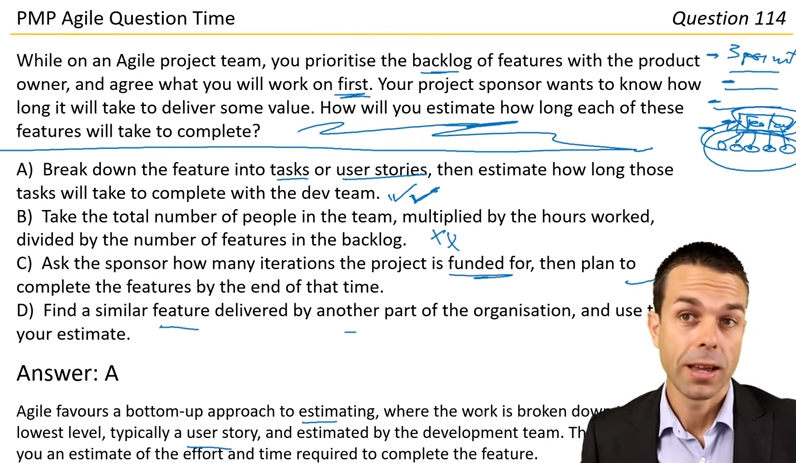 PMP Agile Question Time
Question 114
While on an Agile project team, you prioritise the backlog of features with the product
owner, and agree what you will work on first. Your project sponsor wants to know how
long it will take to deliver some value. How will you estimate how long each of these
features will take to complete?
A) Break down the feature into tasks or user stories, then estimate how long those
tasks will take to complete with the dev team.
B) Take the total number of people in the team, multiplied by the hours worked,
divided by the number of features in the backlog.
C) Ask the sponsor how many iterations the project is funded for, then plan to
complete the features by the end of that time.
D) Find a similar feature delivered by another part of the organisation, and use
your estimate.
Answer: A
Agile favours a bottom-up approach to estimating, where the work is broken down
lowest level, typically a user story, and estimated by the development team.
you an estimate of the effort and time required to complete the feature.